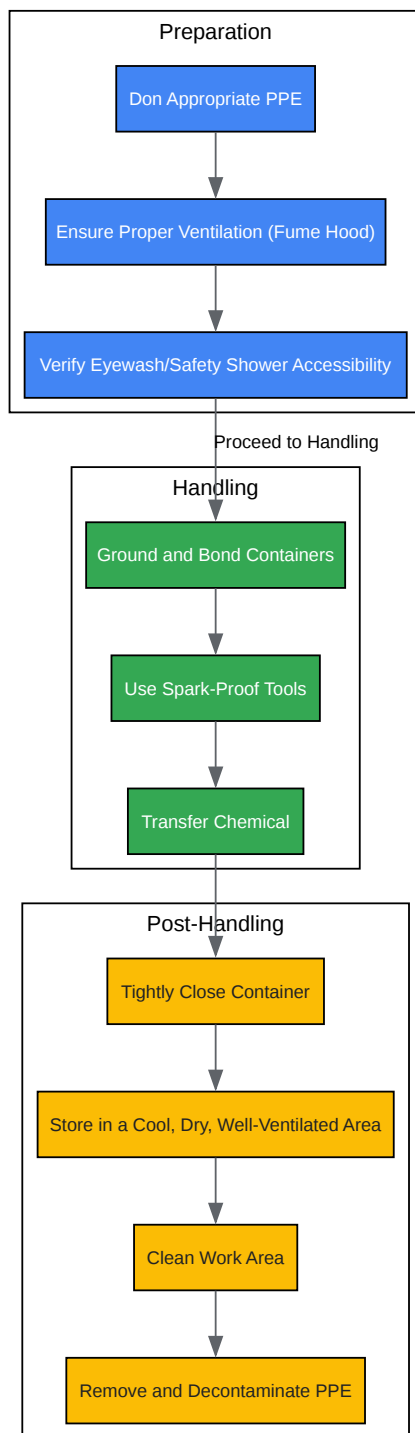 Preparation
Don Appropriate PPE
Ensure Proper Ventilation (Fume Hood)
Verify Eyewash/Safety Shower Accessibility
Proceed to Handling
Handling
Ground and Bond Containers
Use Spark-Proof Tools
Transfer Chemical
Post-Handling
Tightly Close Container
Store in a Cool, Dry, Well-Ventilated Area
Clean Work Area
Remove and Decontaminate PPE